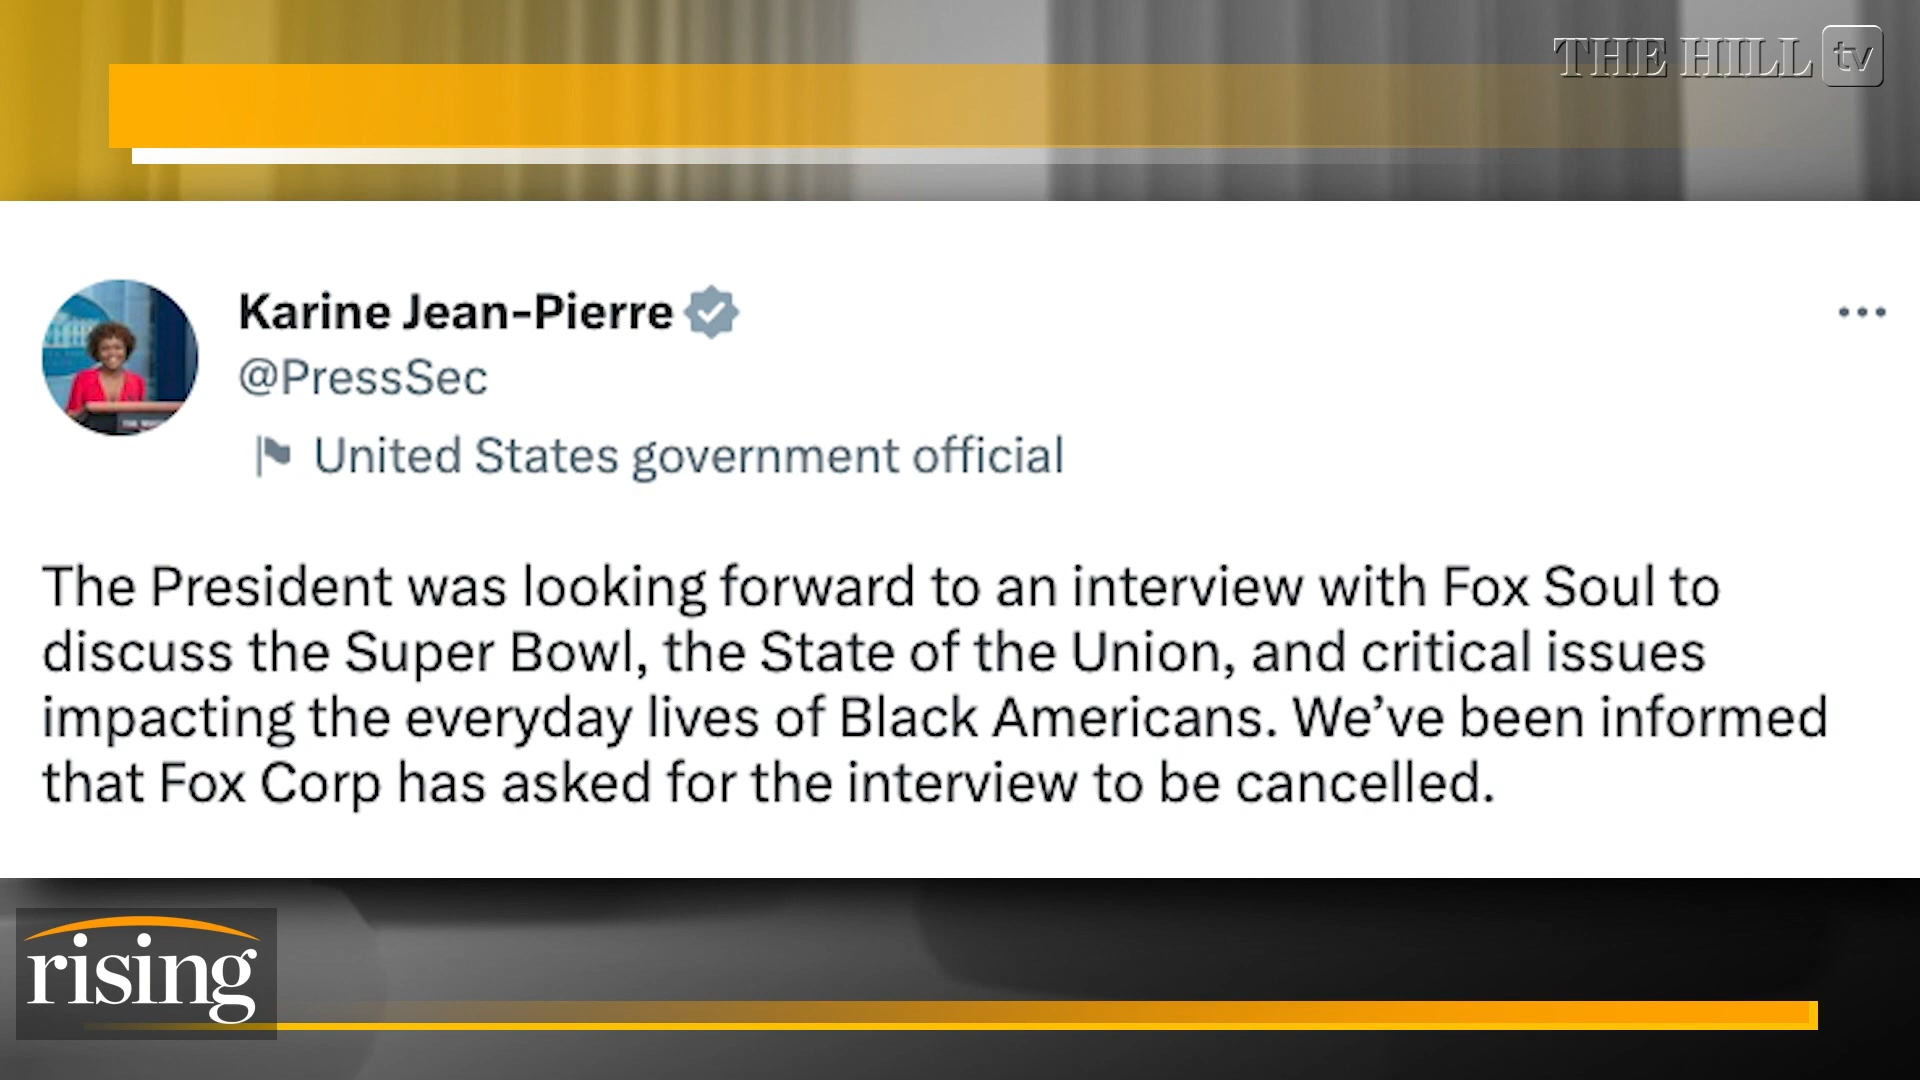 THE HILL tv
Karine Jean-Pierre
@PressSec
United States government official
The President was looking forward to an interview with Fox Soul to
discuss the Super Bowl, the State of the Union, and critical issues
impacting the everyday lives of Black Americans. We’ve been informed
that Fox Corp has asked for the interview to be cancelled.
rising